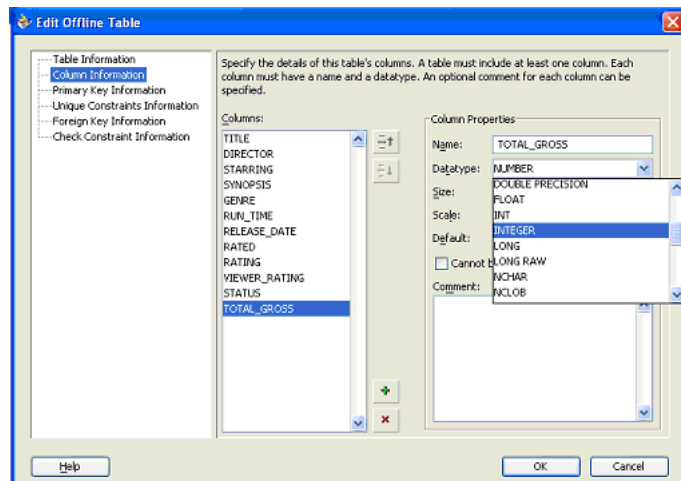 Edit Offline Table
Table Information
Column Information
Primary Key Information
Unique Constraints Information
Foreign Key Information
Check Constraint Information
Specify the details of this table's columns. A table must include at least one column. Each
column must have a name and a datatype. An optional comment for each column can be
specified.
Columns:
TITLE
DIRECTOR
STARRING
SYNOPSIS
GENRE
RUN_TIME
RELEASE_DATE
RATED
RATING
VIEWER_RATING
STATUS
TOTAL_GROSS
Column Properties
Name: TOTAL_GROSS
Datatype: NUMBER
Size:
Scale:
Default:
Cannot b
Comment:
DOUBLE PRECISION
FLOAT
INT
INTEGER
LONG
LONG RAW
NCHAR
NCLOB
Help
OK
Cancel